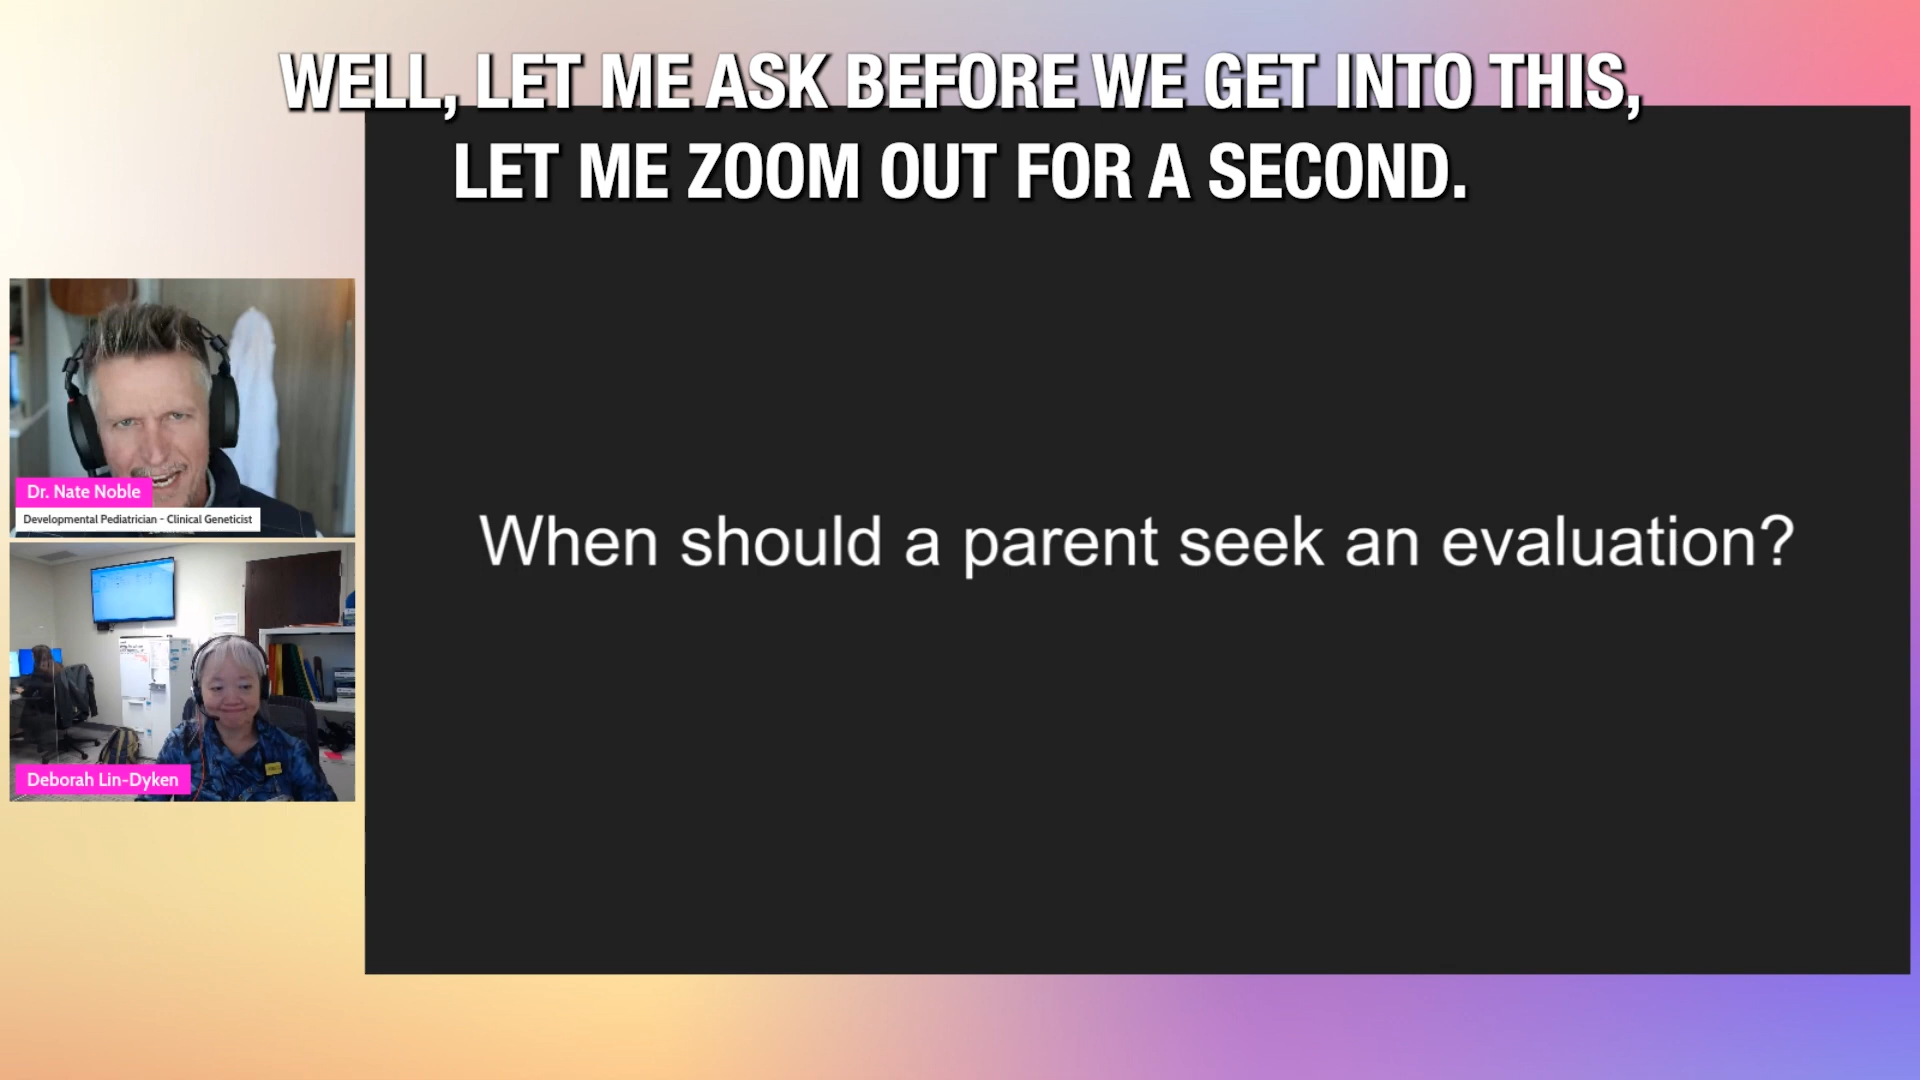 WELL, LET ME ASK BEFORE WE GET INTO THIS,
LET ME ZOOM OUT FOR A SECOND.
Dr. Nate Noble
Developmental Pediatrician - Clinical Geneticist
When should a parent seek an evaluation?
Deborah Lin-Dyken